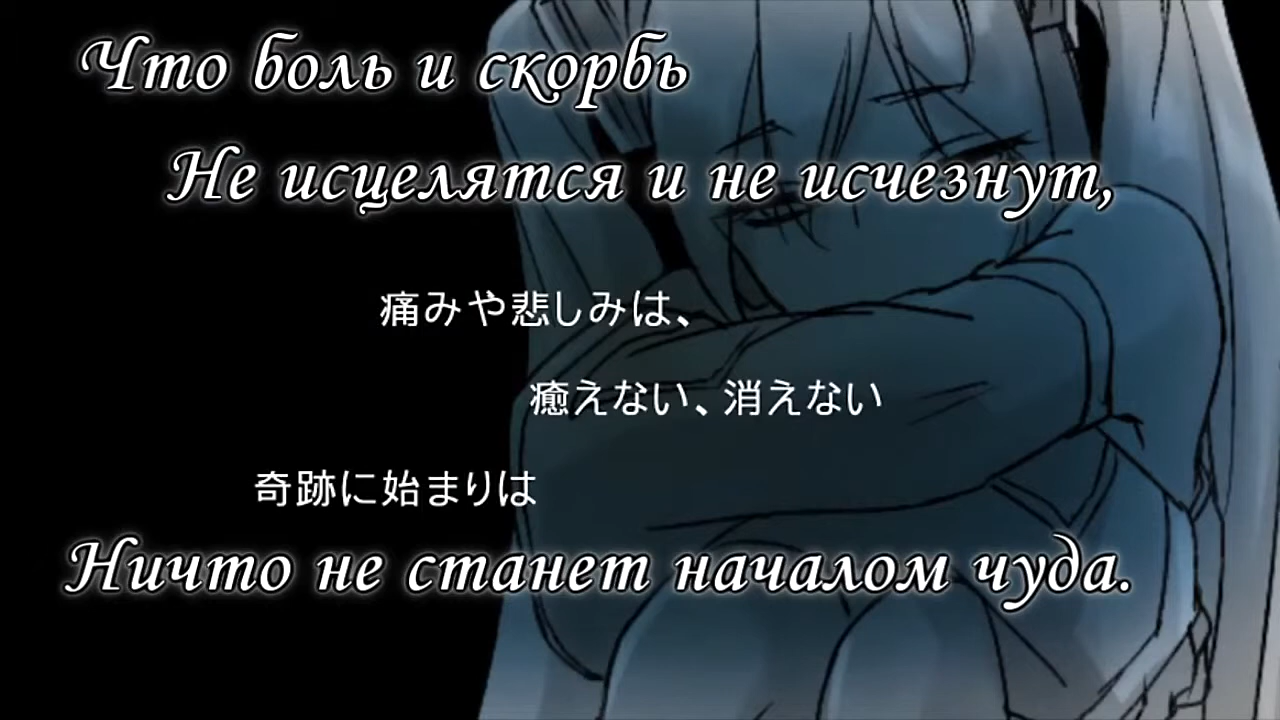 Что боль и скорбь
Не исцелятся и не исчезнут,
痛みや悲しみは、
癒えない、消えない
奇跡に始まりは
Ничто не станет началом чуда.